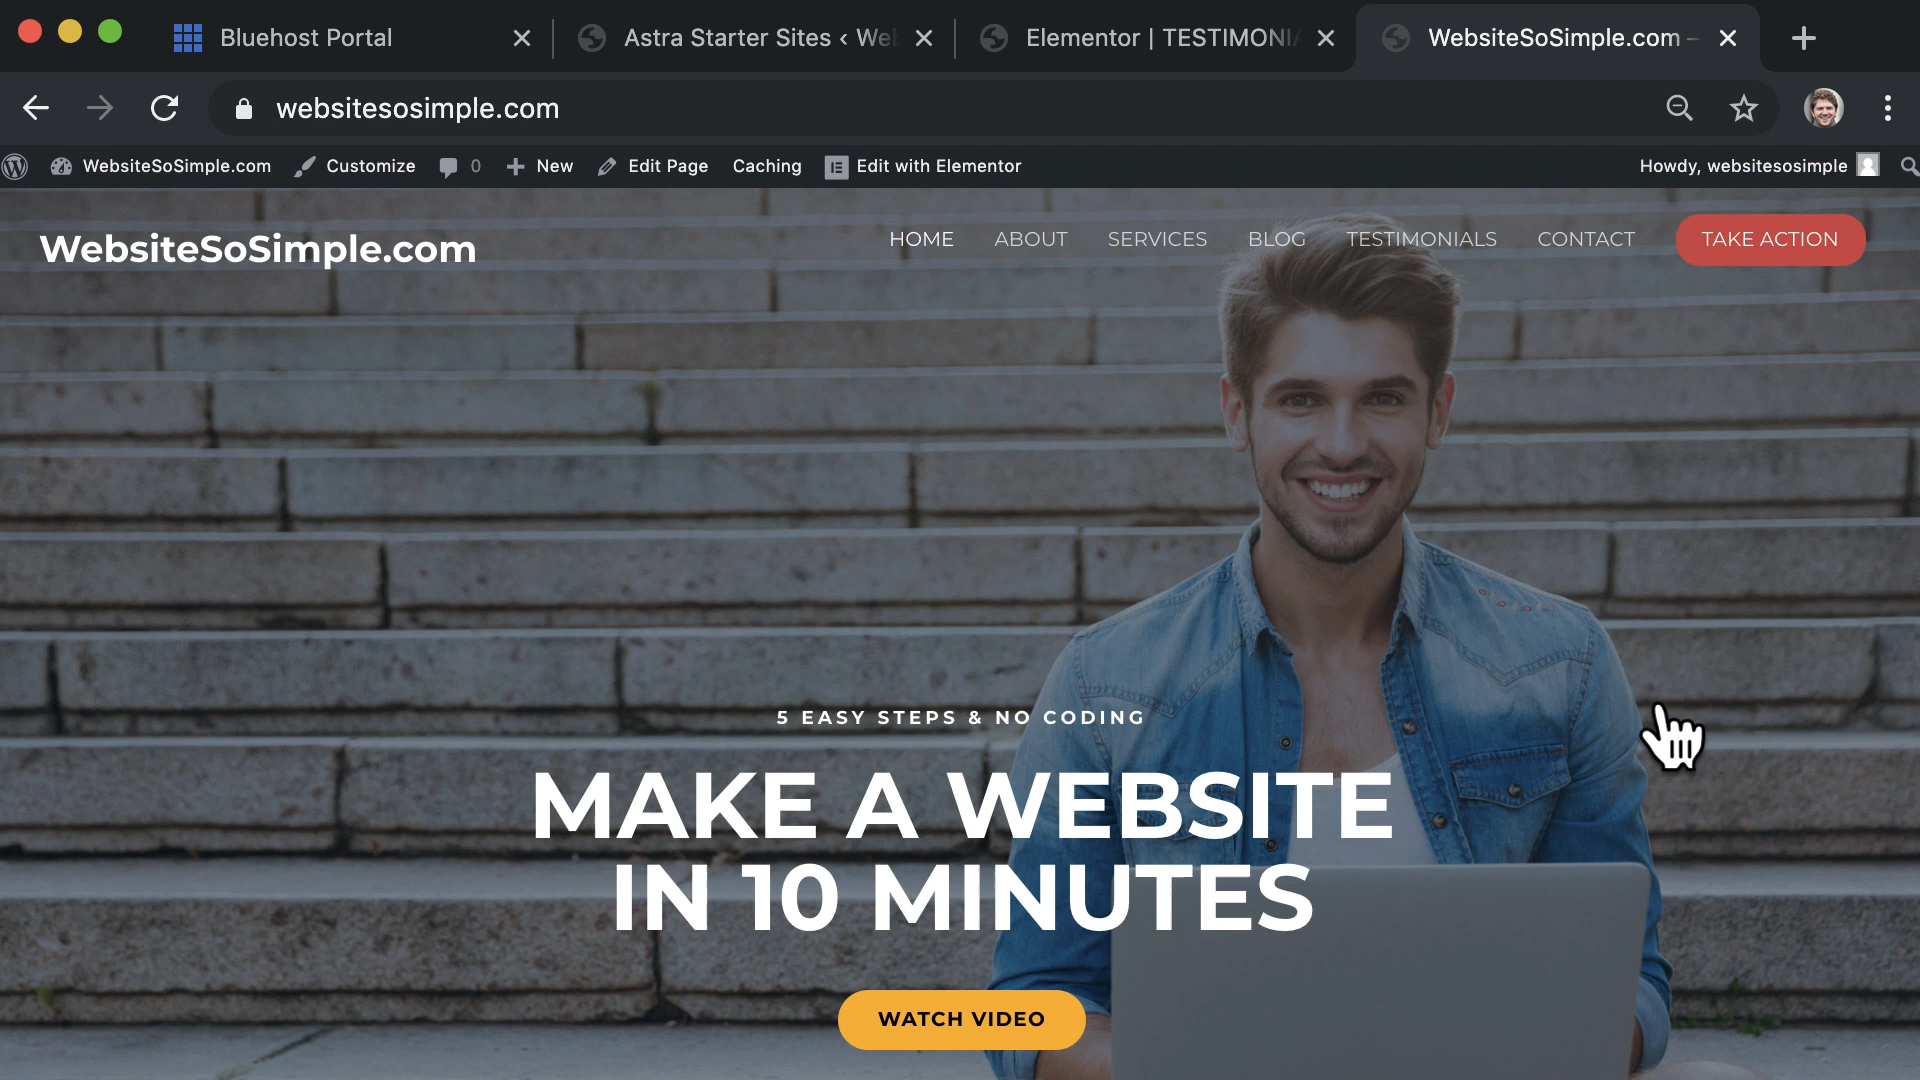 Bluehost Portal
Astra Starter Sites ‹ We
Elementor | TESTIMONI
WebsiteSoSimple.com –
websitesosimple.com
WebsiteSoSimple.com Customize 0 New Edit Page Caching Edit with Elementor Howdy, websitesosimple
WebsiteSoSimple.com
HOME ABOUT SERVICES BLOG TESTIMONIALS CONTACT TAKE ACTION
5 EASY STEPS & NO CODING
MAKE A WEBSITE
IN 10 MINUTES
WATCH VIDEO